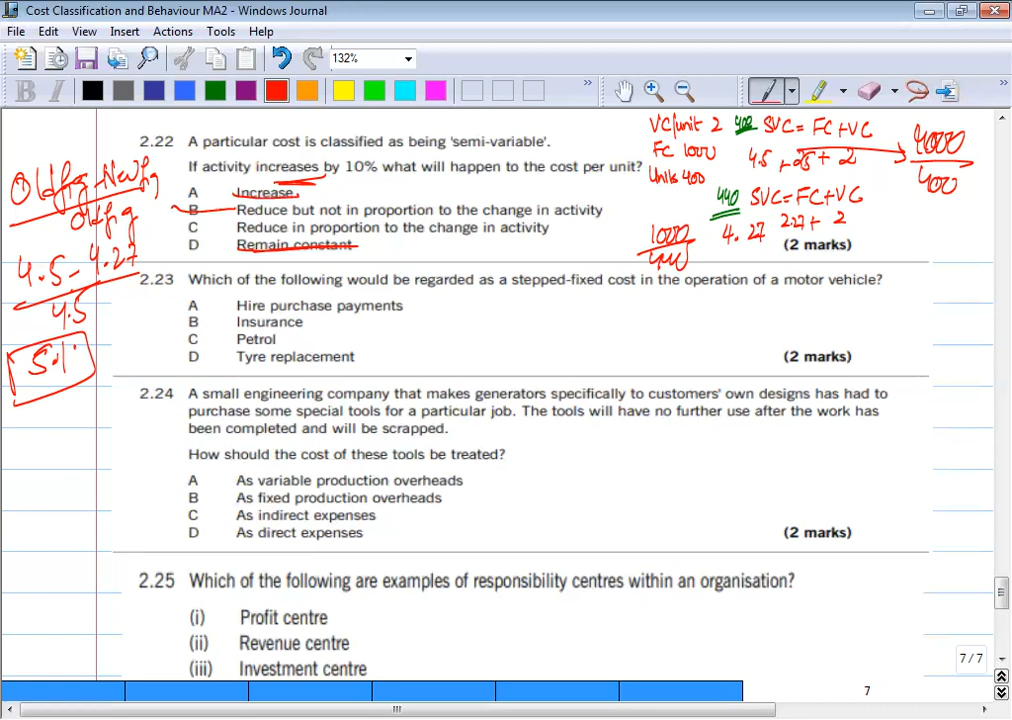 Cost Classification and Behaviour MA2 - Windows Journal
File Edit View Insert Actions Tools Help
132%
B I
2.22 A particular cost is classified as being 'semi-variable'.
If activity increases by 10% what will happen to the cost per unit?
A Increase
B Reduce but not in proportion to the change in activity
C Reduce in proportion to the change in activity
D Remain constant (2 marks)
VC/unit 2
FC 1000
Units 400
400 SVC = FC + VC
4.5 = 2.5 + 2
4000
400
440 SVC = FC + VC
4.27 2.27 + 2
1000
440
Old fig - New fig
Old fig
4.5 - 4.27
4.5
5%
2.23 Which of the following would be regarded as a stepped-fixed cost in the operation of a motor vehicle?
A Hire purchase payments
B Insurance
C Petrol
D Tyre replacement (2 marks)
2.24 A small engineering company that makes generators specifically to customers' own designs has had to
purchase some special tools for a particular job. The tools will have no further use after the work has
been completed and will be scrapped.
How should the cost of these tools be treated?
A As variable production overheads
B As fixed production overheads
C As indirect expenses
D As direct expenses (2 marks)
2.25 Which of the following are examples of responsibility centres within an organisation?
(i) Profit centre
(ii) Revenue centre
(iii) Investment centre
7/7
7